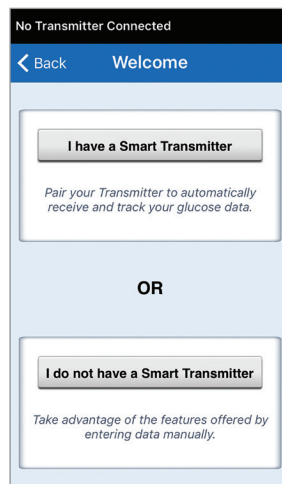 No Transmitter Connected
Back Welcome
I have a Smart Transmitter
Pair your Transmitter to automatically
receive and track your glucose data.
OR
I do not have a Smart Transmitter
Take advantage of the features offered by
entering data manually.